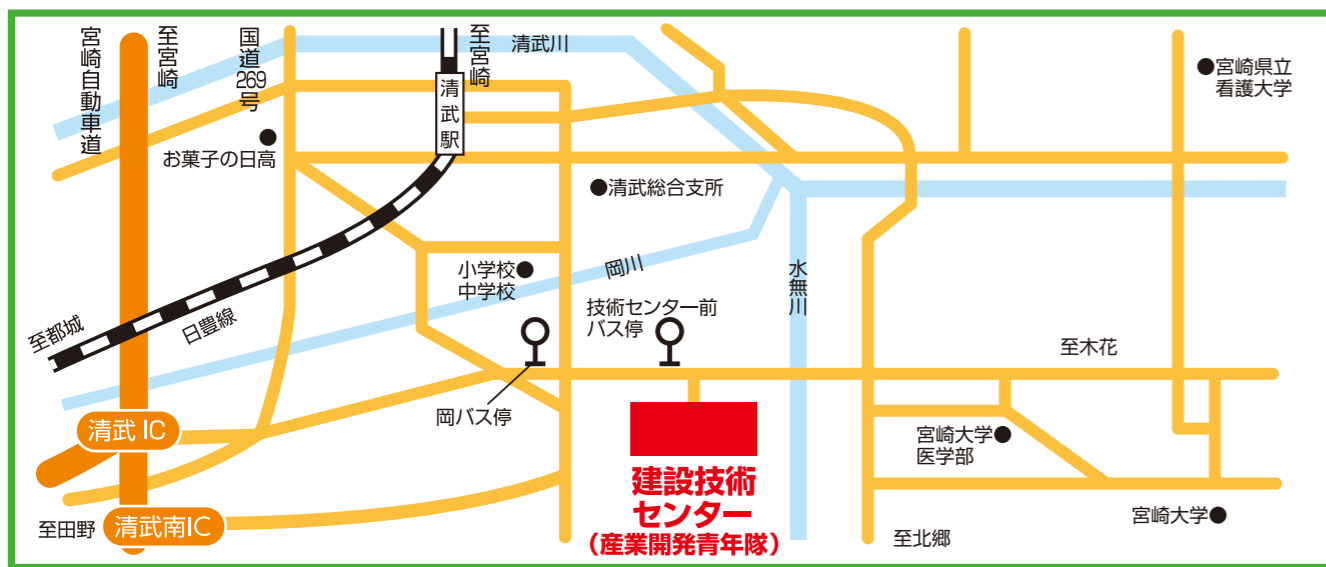 宮崎自動車道
至宮崎
国道269号
至宮崎
清武川
清武駅
宮崎県立
看護大学
お菓子の日高
清武総合支所
小学校
中学校
岡川
水無川
技術センター前
バス停
至都城
日豊線
至木花
岡バス停
清武 IC
宮崎大学
医学部
建設技術
センター
（産業開発青年隊）
至田野
清武南IC
至北郷
宮崎大学